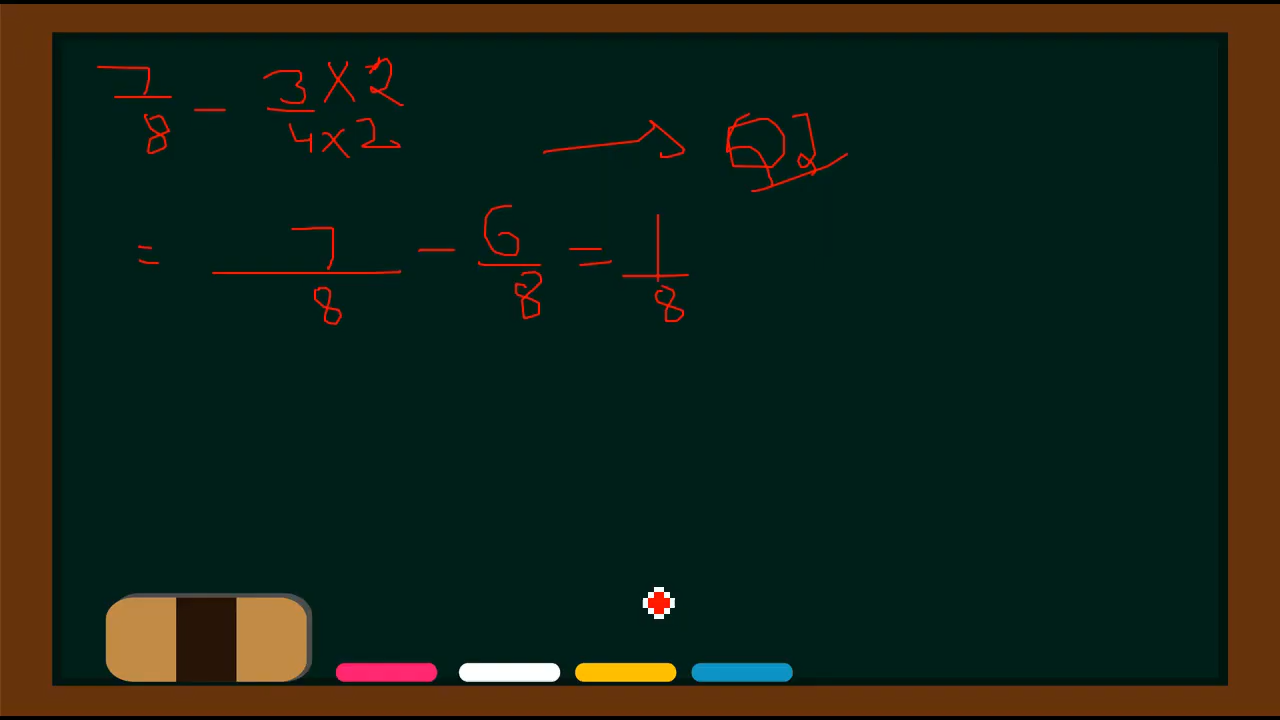 7/8 - 3×2/4×2 → Q1
= 7/8 - 6/8 = 1/8